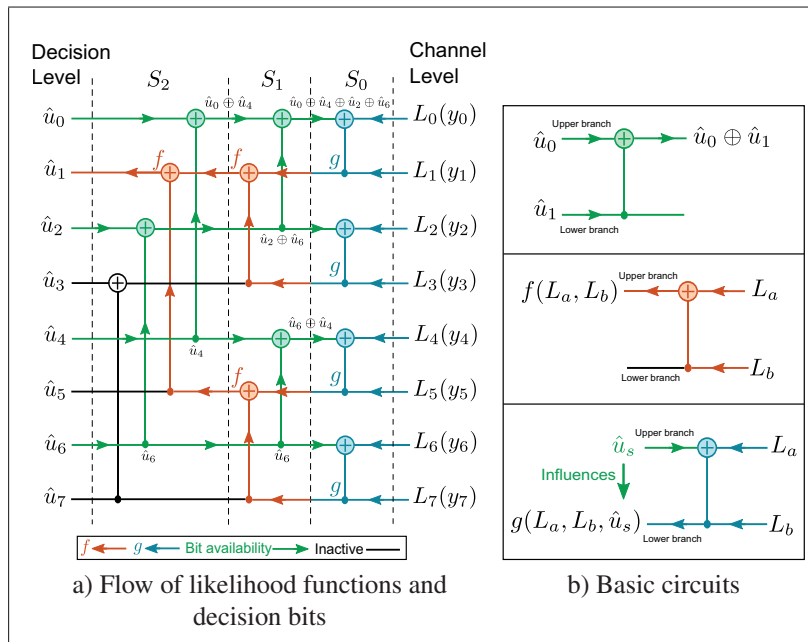 Decision Level
Channel Level
S₂ S₁ S₀
û₀ ⊕ û₄ û₀ ⊕ û₄ ⊕ û₂ ⊕ û₆
û₀ L₀(y₀)
û₁ f f g L₁(y₁)
û₂ L₂(y₂)
û₂ ⊕ û₆
û₃ g L₃(y₃)
û₆ ⊕ û₄
û₄ L₄(y₄)
û₄
û₅ f g L₅(y₅)
û₆ L₆(y₆)
û₆ û₆
û₇ g L₇(y₇)
f g Bit availability Inactive
a) Flow of likelihood functions and
decision bits
Upper branch
û₀ û₀ ⊕ û₁
û₁
Lower branch
Upper branch
f(Lₐ, L_b) Lₐ
L_b
Lower branch
Upper branch
ûₛ Lₐ
Influences
g(Lₐ, L_b, ûₛ) L_b
Lower branch
b) Basic circuits